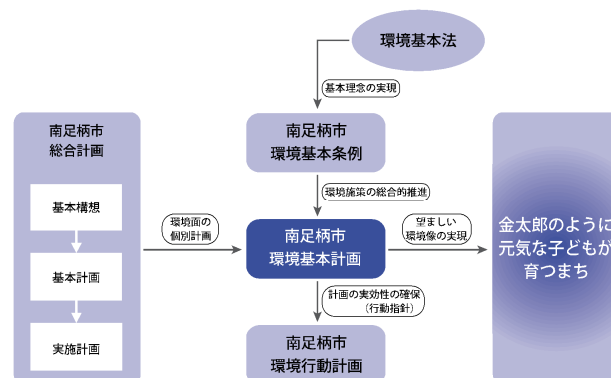 環境基本法
基本理念の実現
南足柄市
総合計画
基本構想
基本計画
実施計画
南足柄市
環境基本条例
環境施策の総合的推進
環境面の
個別計画
南足柄市
環境基本計画
望ましい
環境像の実現
計画の実効性の確保
(行動指針)
南足柄市
環境行動計画
金太郎のように
元気な子どもが
育つまち